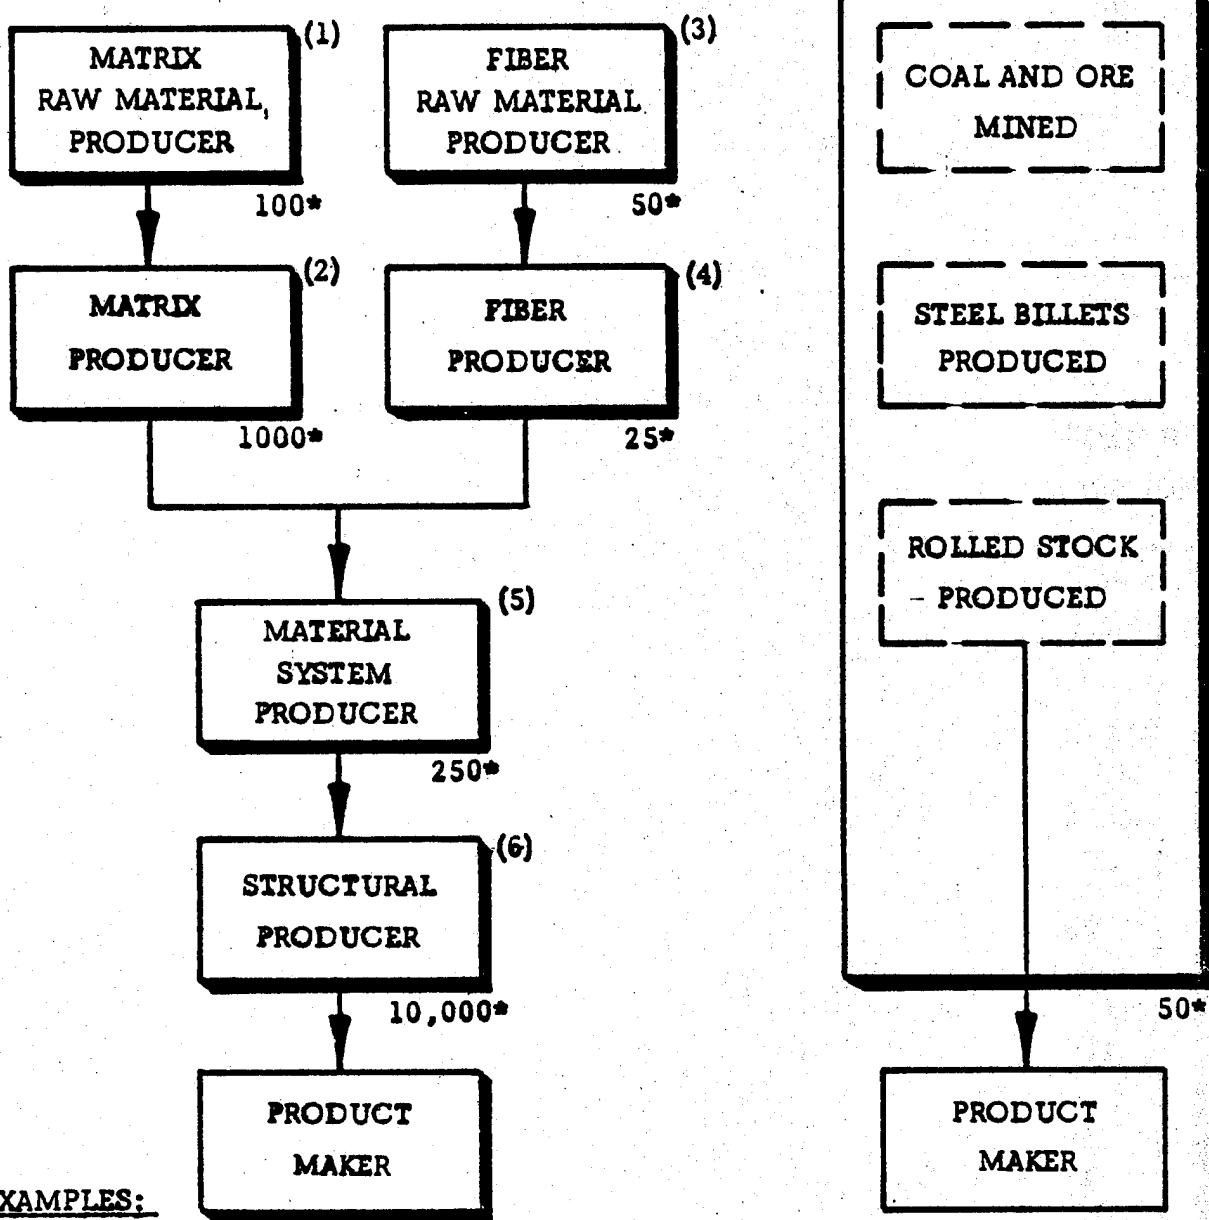 (1)
MATRIX
RAW MATERIAL,
PRODUCER
100*
(3)
FIBER
RAW MATERIAL
PRODUCER
50*
(2)
MATRIX
PRODUCER
1000*
(4)
FIBER
PRODUCER
25*
(5)
MATERIAL
SYSTEM
PRODUCER
250*
(6)
STRUCTURAL
PRODUCER
10,000*
PRODUCT
MAKER
XAMPLES:
COAL AND ORE
MINED
STEEL BILLETS
PRODUCED
ROLLED STOCK
- PRODUCED
50*
PRODUCT
MAKER